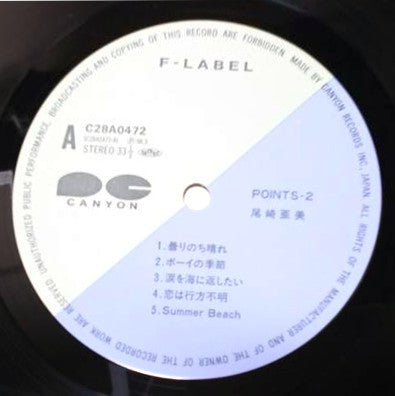 UNAUTHORIZED PUBLIC PERFORMANCE, BROADCASTING AND COPYING OF THIS RECORD ARE FORBIDDEN. MADE BY CANYON RECORDS INC, JAPAN ALL RIGHTS OF THE MANUFACTURER AND OF THE OWNER OF THE RECORDED WORK ARE RESERVED
F-LABEL
A
C28A0472
STEREO 33 1/3
CANYON
POINTS-2
尾崎亜美
1.曇りのち晴れ
2.ボーイの季節
3.涙を海に返したい
4.恋は行方不明
5.Summer Beach